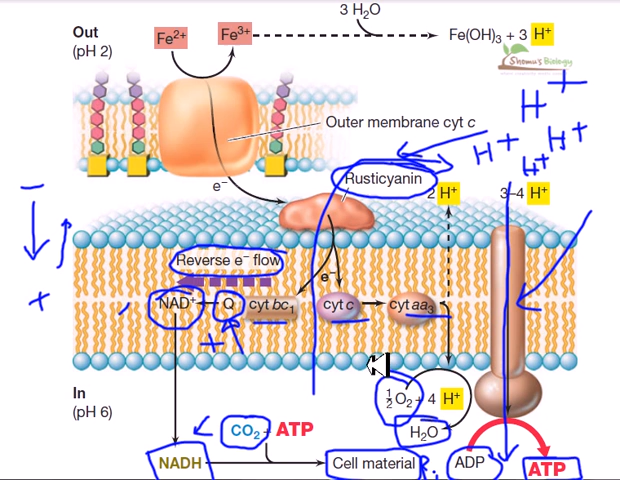 3 H₂O
Out
(pH 2)
Fe²⁺
Fe³⁺
Fe(OH)₃ + 3 H⁺
Shomu's Biology
H⁺
Outer membrane cyt c
H⁺
H⁺
H⁺
Rusticyanin
e⁻
2 H⁺
3–4 H⁺
Reverse e⁻ flow
e⁻
NAD⁺
Q
cyt bc₁
cyt c
cyt aa₃
+
+
In
(pH 6)
½ O₂ + 4 H⁺
H₂O
CO₂ + ATP
NADH
Cell material
ADP
ATP